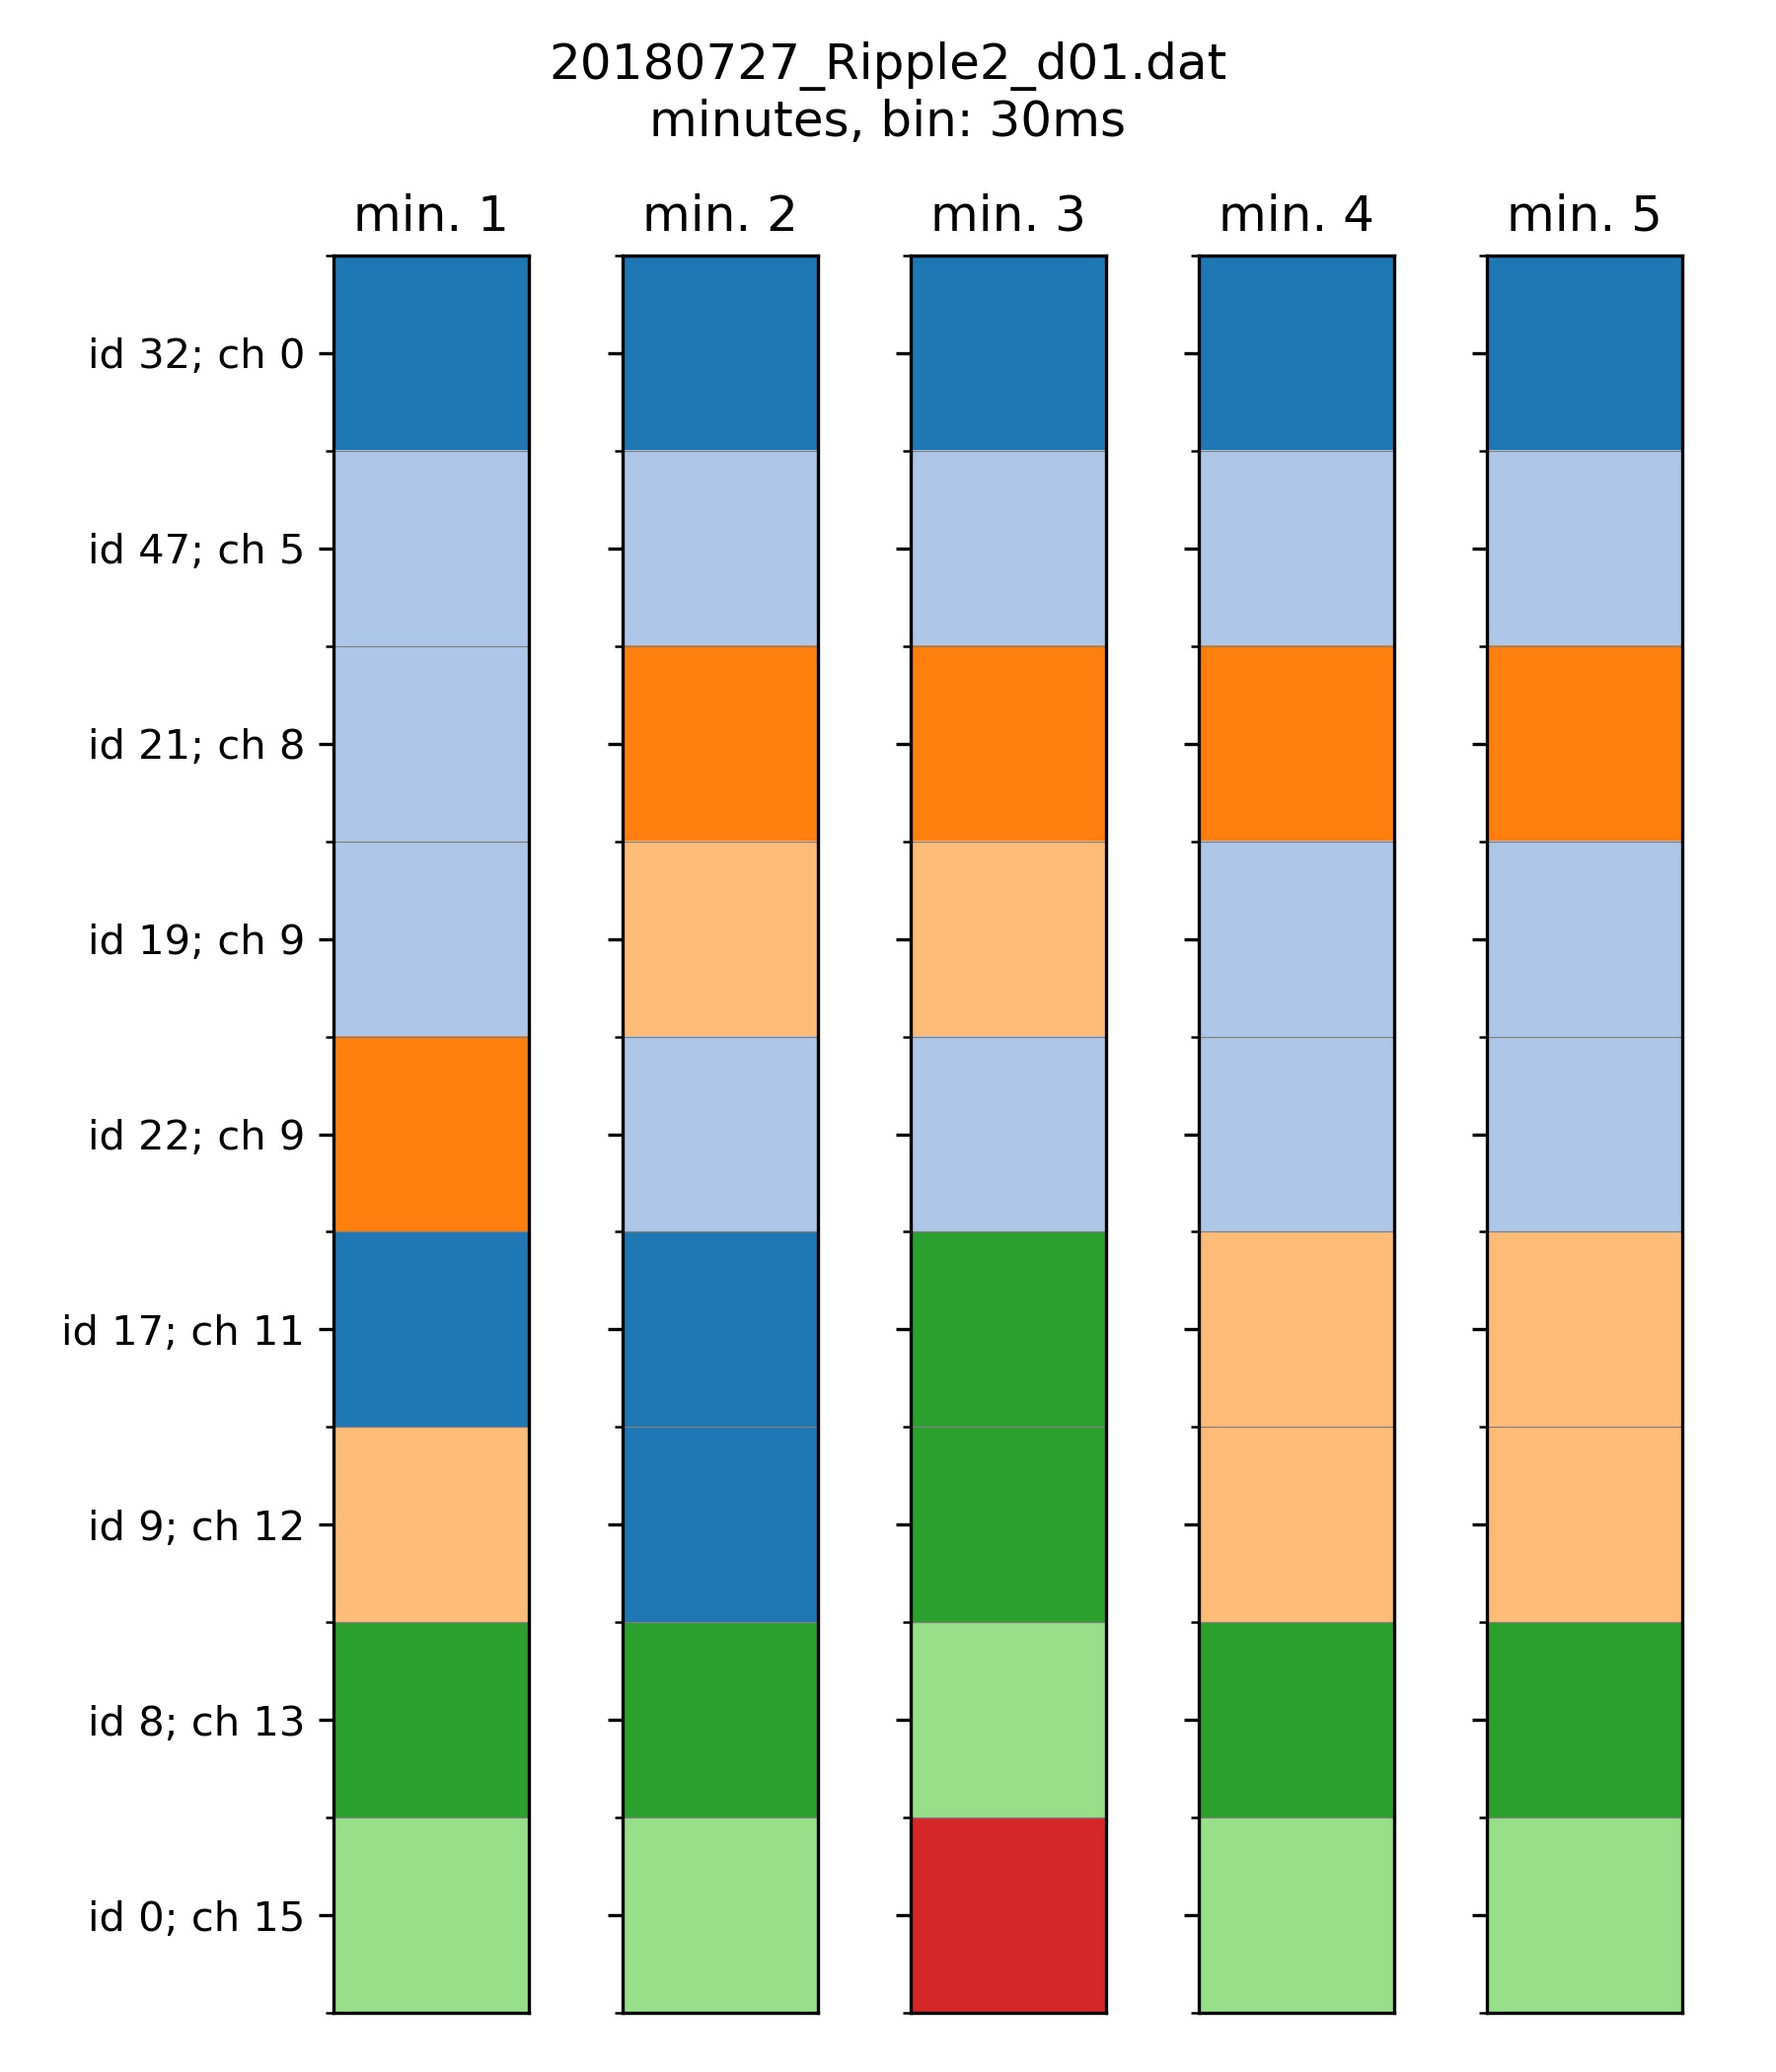 20180727_Ripple2_d01.dat
minutes, bin: 30ms
min. 1 min. 2 min. 3 min. 4 min. 5
id 32; ch 0
id 47; ch 5
id 21; ch 8
id 19; ch 9
id 22; ch 9
id 17; ch 11
id 9; ch 12
id 8; ch 13
id 0; ch 15